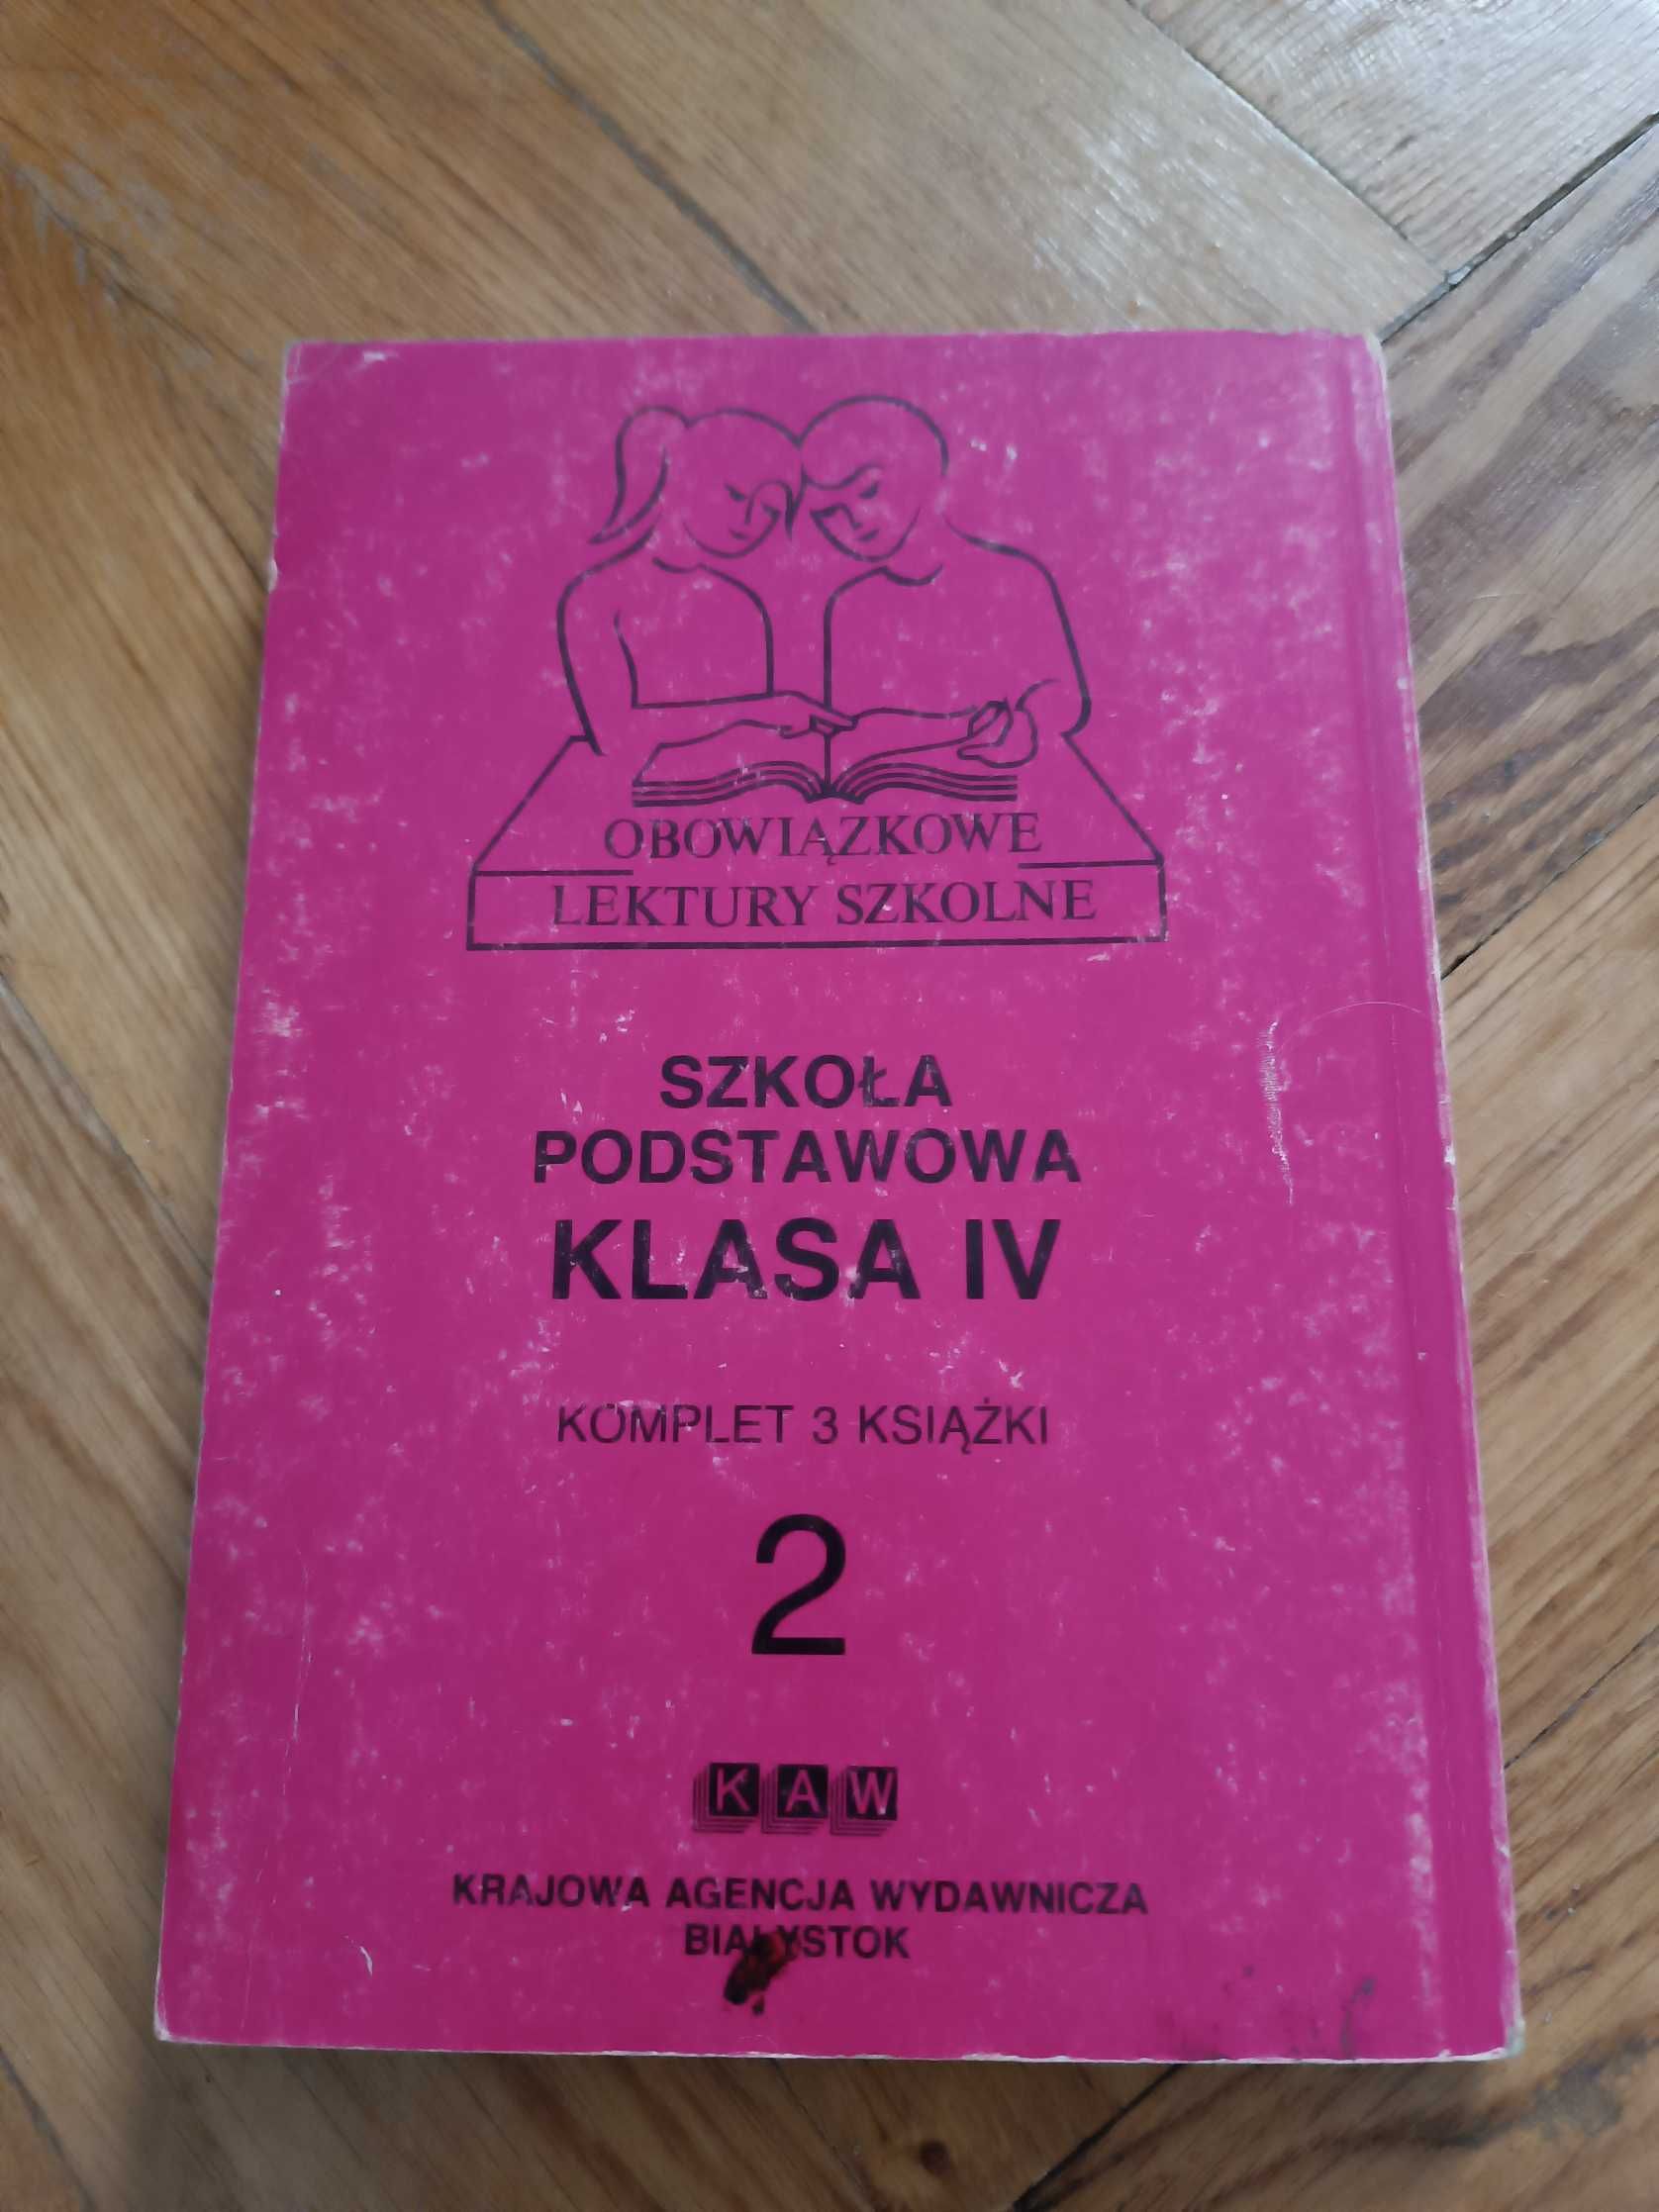 OBOWIĄZKOWE
LEKTURY SZKOLNE
SZKOŁA
PODSTAWOWA
KLASA IV
KOMPLET 3 KSIĄŻKI
2
KAW
KRAJOWA AGENCJA WYDAWNICZA
BIAŁYSTOK